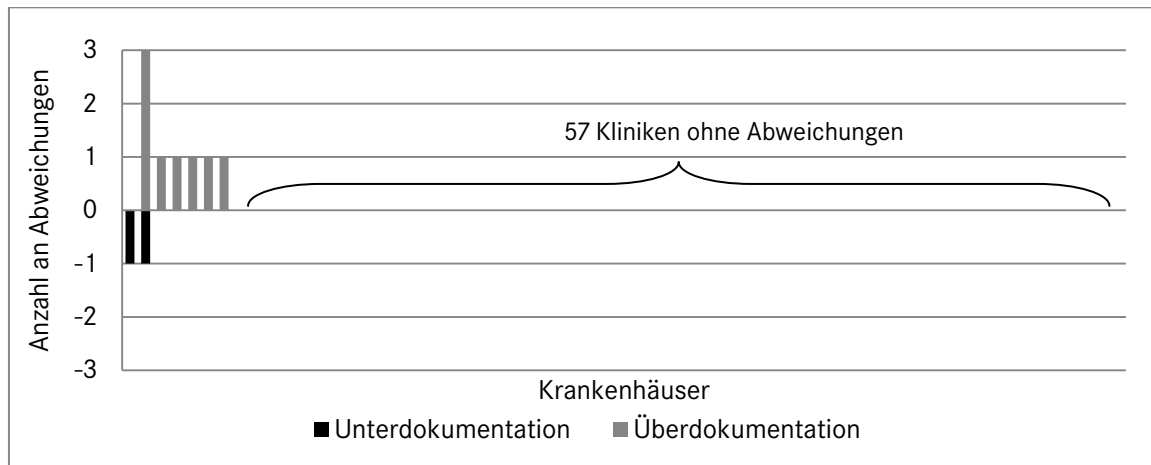 Anzahl an Abweichungen
3
2
1
0
-1
-2
-3
57 Kliniken ohne Abweichungen
Krankenhäuser
Unterdokumentation
Überdokumentation